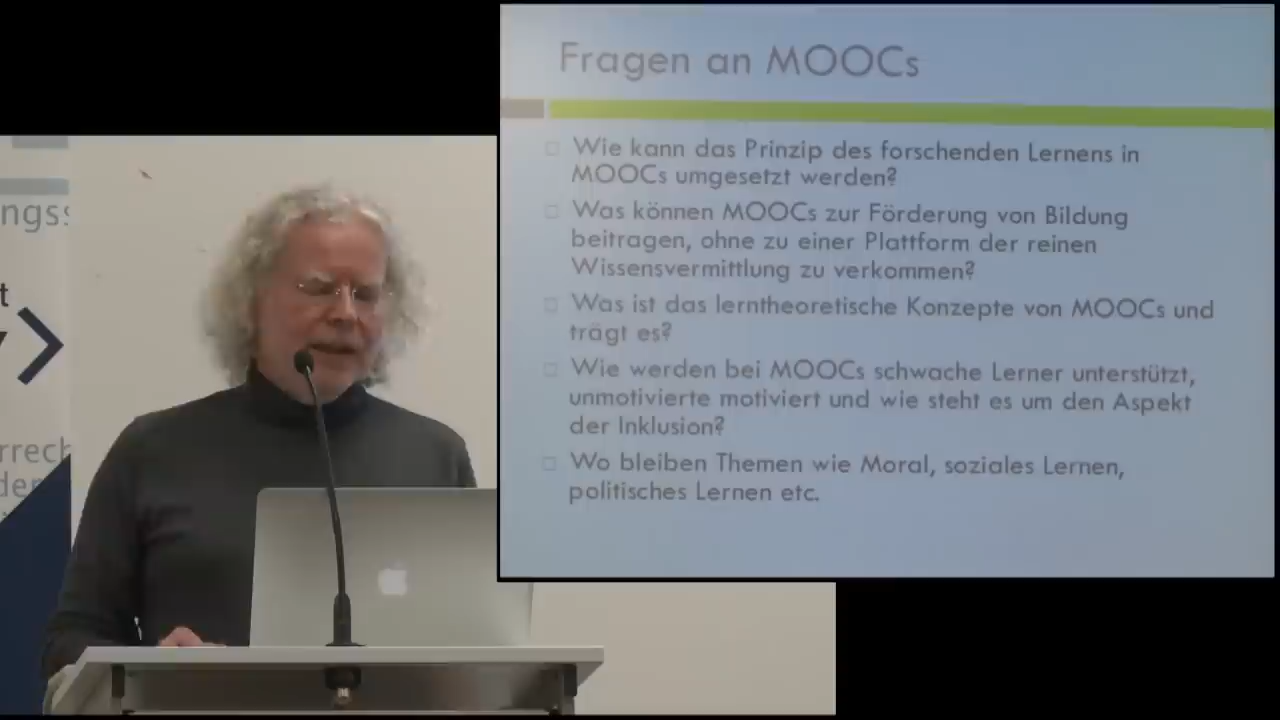 Fragen an MOOCs
Wie kann das Prinzip des forschenden Lernens in
MOOCs umgesetzt werden?
Was können MOOCs zur Förderung von Bildung
beitragen, ohne zu einer Plattform der reinen
Wissensvermittlung zu verkommen?
Was ist das lerntheoretische Konzepte von MOOCs und
trägt es?
Wie werden bei MOOCs schwache Lerner unterstützt,
unmotivierte motiviert und wie steht es um den Aspekt
der Inklusion?
Wo bleiben Themen wie Moral, soziales Lernen,
politisches Lernen etc.